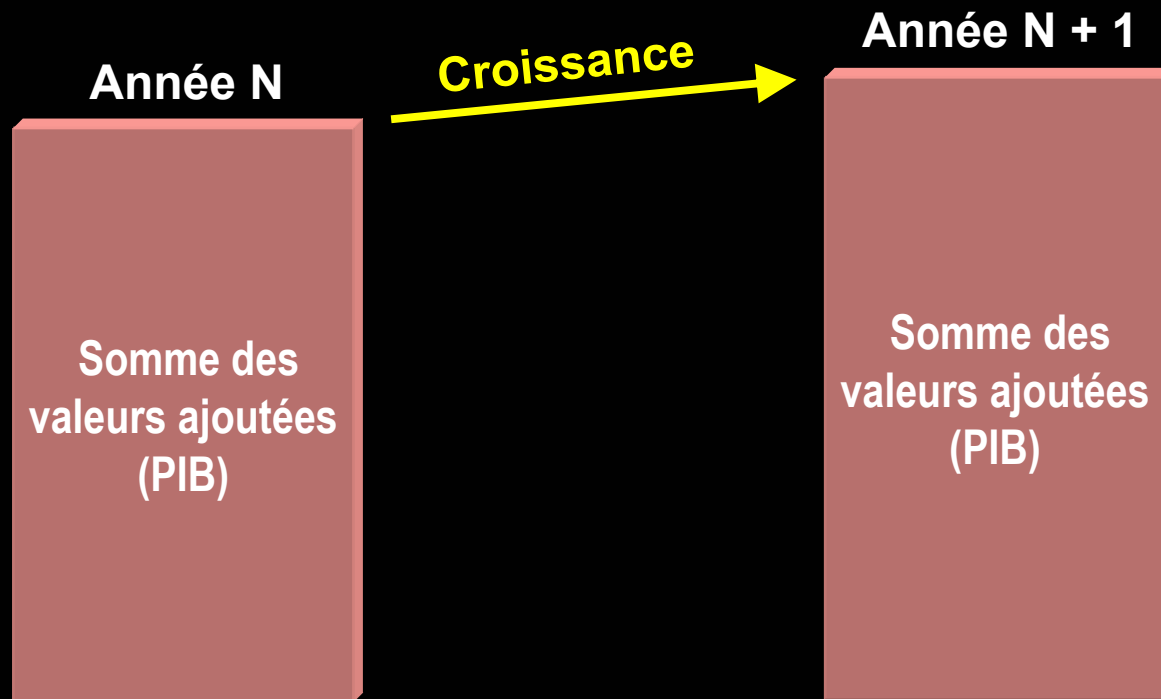 Année N
Croissance
Année N + 1
Somme des
valeurs ajoutées
(PIB)
Somme des
valeurs ajoutées
(PIB)